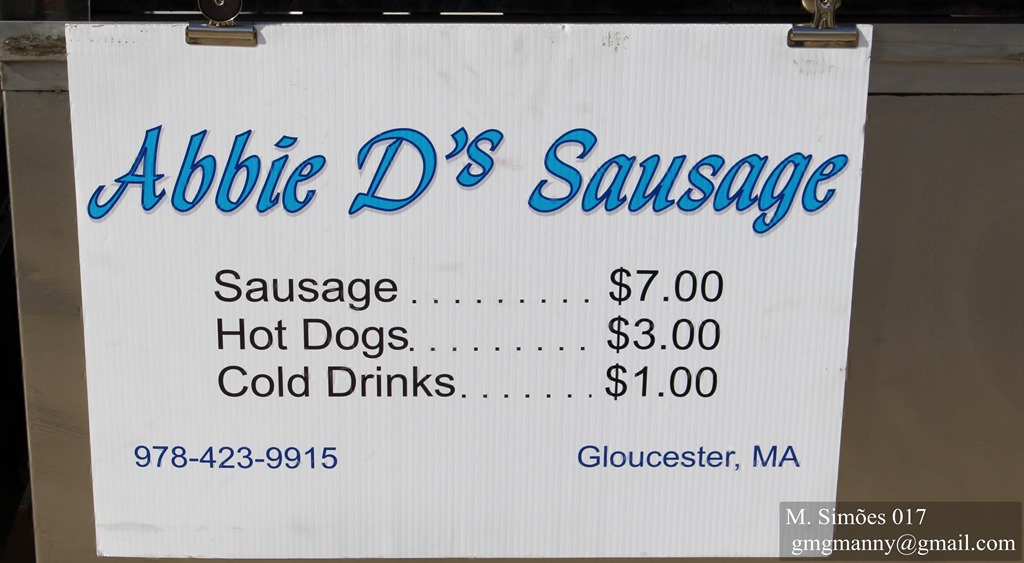 Abbie D's Sausage
Sausage ......... $7.00
Hot Dogs......... $3.00
Cold Drinks....... $1.00
978-423-9915 Gloucester, MA
M. Simões 017
gmgmanny@gmail.com